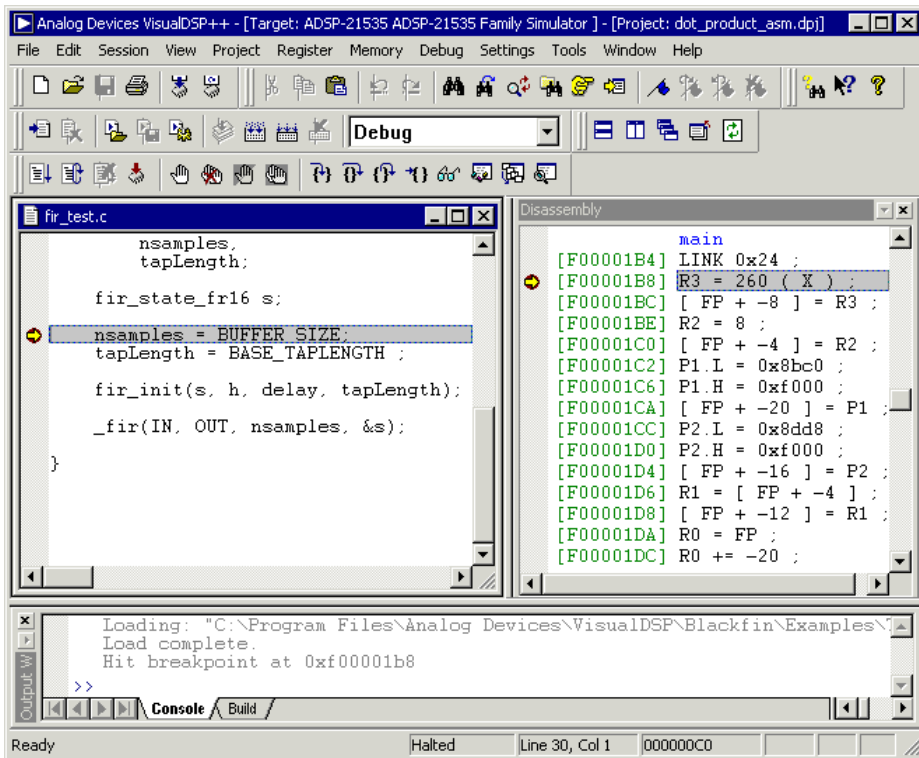 Analog Devices VisualDSP++ - [Target: ADSP-21535 ADSP-21535 Family Simulator ] - [Project: dot_product_asm.dpj]
File Edit Session View Project Register Memory Debug Settings Tools Window Help
Debug
fir_test.c
nsamples,
tapLength;
fir_state_fr16 s;
nsamples = BUFFER_SIZE;
tapLength = BASE_TAPLENGTH ;
fir_init(s, h, delay, tapLength);
_fir(IN, OUT, nsamples, &s);
}
Disassembly
main
[F00001B4] LINK 0x24 ;
[F00001B8] R3 = 260 ( X ) ;
[F00001BC] [ FP + -8 ] = R3 ;
[F00001BE] R2 = 8 ;
[F00001C0] [ FP + -4 ] = R2 ;
[F00001C2] P1.L = 0x8bc0 ;
[F00001C6] P1.H = 0xf000 ;
[F00001CA] [ FP + -20 ] = P1 ;
[F00001CC] P2.L = 0x8dd8 ;
[F00001D0] P2.H = 0xf000 ;
[F00001D4] [ FP + -16 ] = P2 ;
[F00001D6] R1 = [ FP + -4 ] ;
[F00001D8] [ FP + -12 ] = R1 ;
[F00001DA] R0 = FP ;
[F00001DC] R0 += -20 ;
Output W
Loading: "C:\Program Files\Analog Devices\VisualDSP\Blackfin\Examples\
Load complete.
Hit breakpoint at 0xf00001b8
>>
Console Build
Ready Halted Line 30, Col 1 000000C0